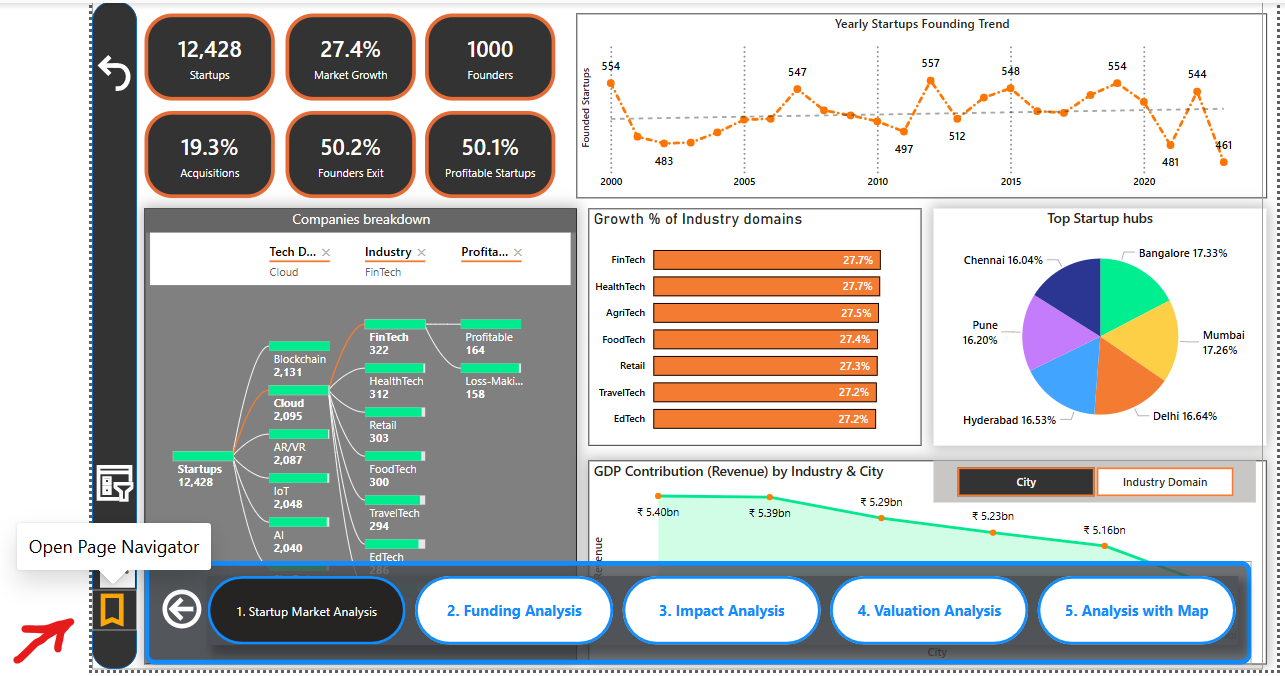 12,428
Startups
27.4%
Market Growth
1000
Founders
19.3%
Acquisitions
50.2%
Founders Exit
50.1%
Profitable Startups
Yearly Startups Founding Trend
Founded Startups
554
483
547
497
557
512
548
554
481
544
461
2000
2005
2010
2015
2020
Companies breakdown
Tech D...
Cloud
Industry
FinTech
Profita...
Startups
12,428
Blockchain
2,131
Cloud
2,095
AR/VR
2,087
IoT
2,048
AI
2,040
FinTech
322
HealthTech
312
Retail
303
FoodTech
300
TravelTech
294
EdTech
286
Profitable
164
Loss-Maki...
158
Growth % of Industry domains
FinTech 27.7%
HealthTech 27.7%
AgriTech 27.5%
FoodTech 27.4%
Retail 27.3%
TravelTech 27.2%
EdTech 27.2%
Top Startup hubs
Bangalore 17.33%
Mumbai
17.26%
Delhi 16.64%
Hyderabad 16.53%
Pune
16.20%
Chennai 16.04%
GDP Contribution (Revenue) by Industry & City
City
Industry Domain
Revenue
₹ 5.40bn
₹ 5.39bn
₹ 5.29bn
₹ 5.23bn
₹ 5.16bn
City
Open Page Navigator
1. Startup Market Analysis
2. Funding Analysis
3. Impact Analysis
4. Valuation Analysis
5. Analysis with Map